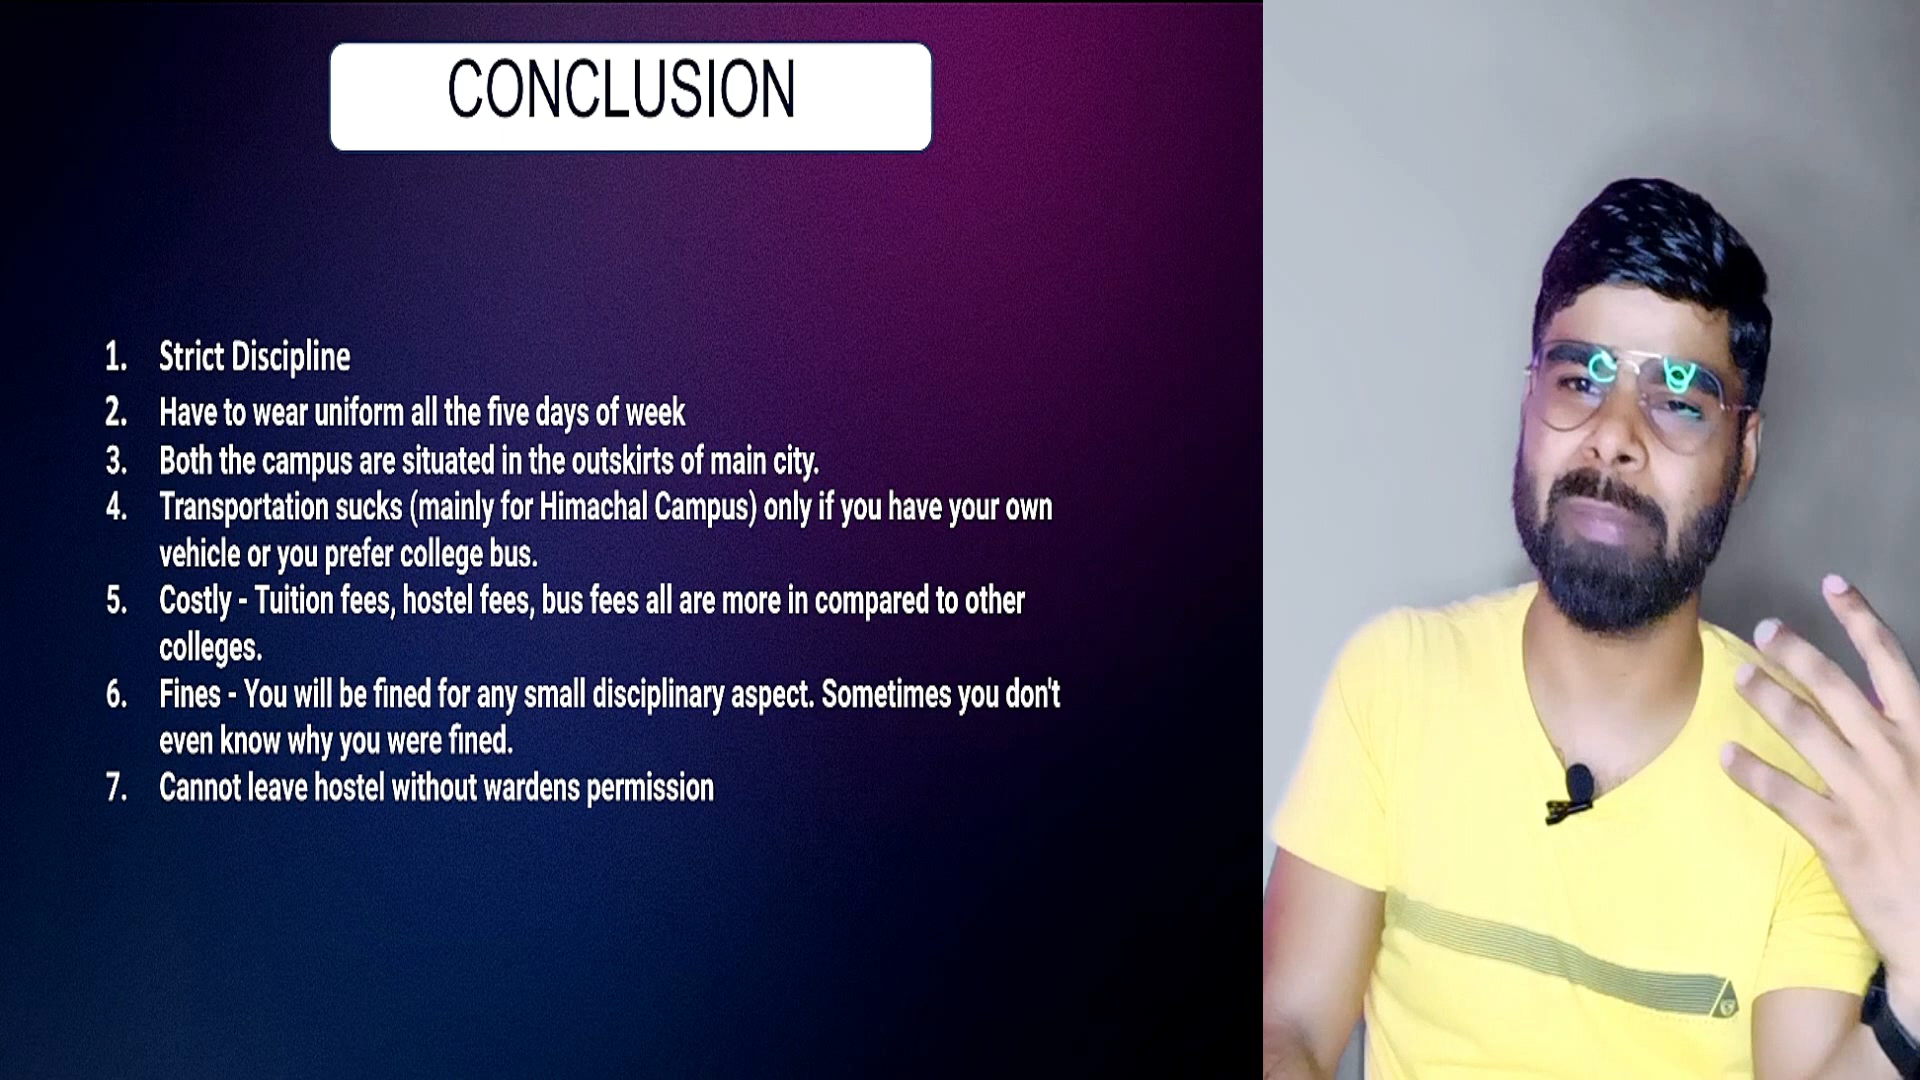 CONCLUSION
1. Strict Discipline
2. Have to wear uniform all the five days of week
3. Both the campus are situated in the outskirts of main city.
4. Transportation sucks (mainly for Himachal Campus) only if you have your own
vehicle or you prefer college bus.
5. Costly - Tuition fees, hostel fees, bus fees all are more in compared to other
colleges.
6. Fines - You will be fined for any small disciplinary aspect. Sometimes you don't
even know why you were fined.
7. Cannot leave hostel without wardens permission